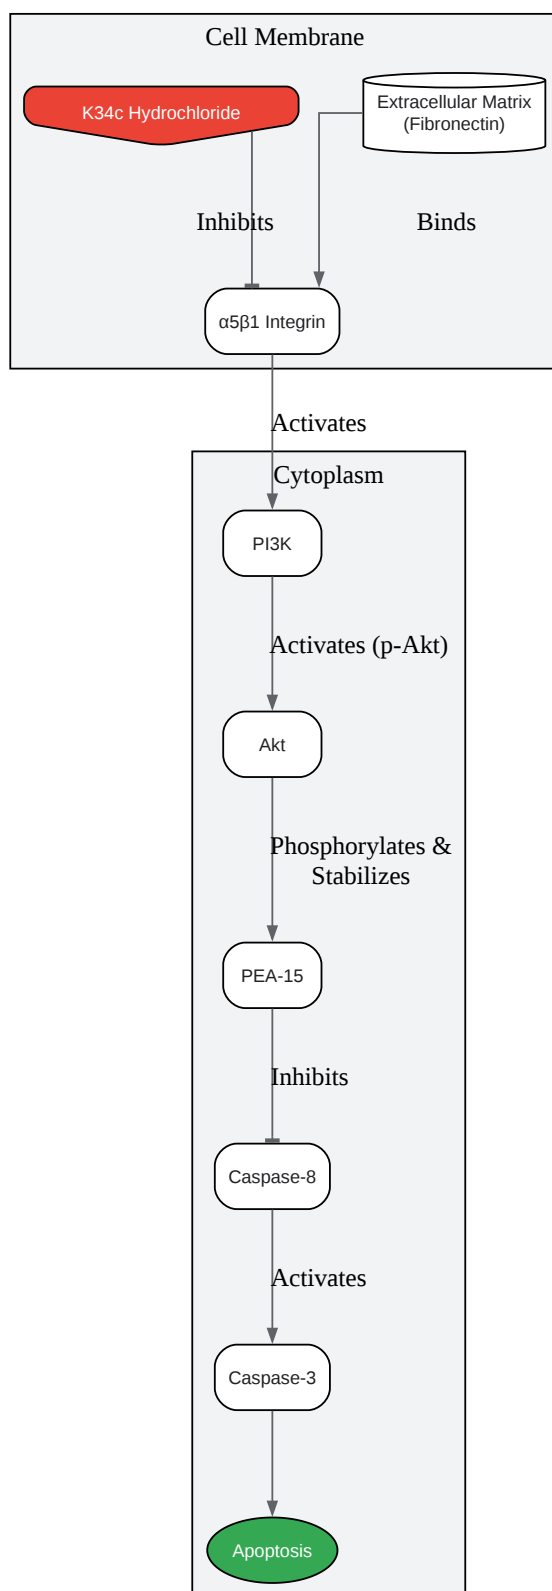 Cell Membrane
K34c Hydrochloride
Extracellular Matrix
(Fibronectin)
Inhibits
Binds
α5β1 Integrin
Activates
Cytoplasm
PI3K
Activates (p-Akt)
Akt
Phosphorylates &
Stabilizes
PEA-15
Inhibits
Caspase-8
Activates
Caspase-3
Apoptosis